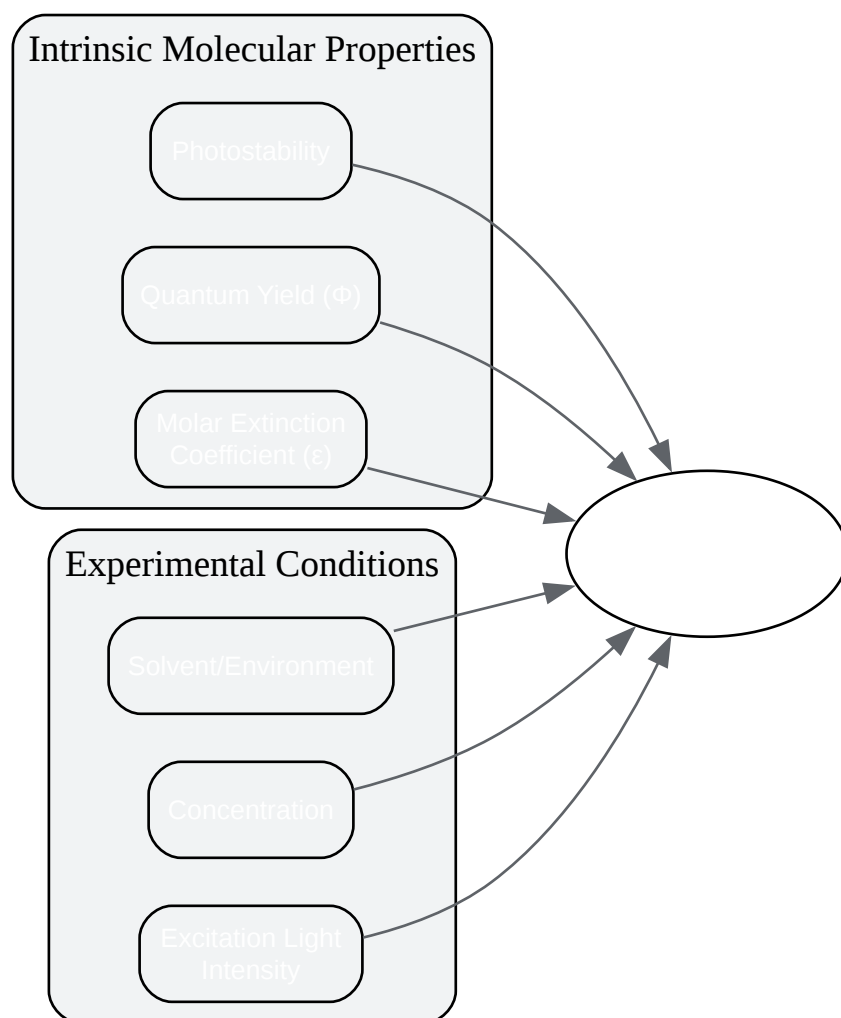 Intrinsic Molecular Properties
Photostability
Quantum Yield (Φ)
Molar Extinction
Coefficient (ε)
Experimental Conditions
Solvent/Environment
Concentration
Excitation Light
Intensity